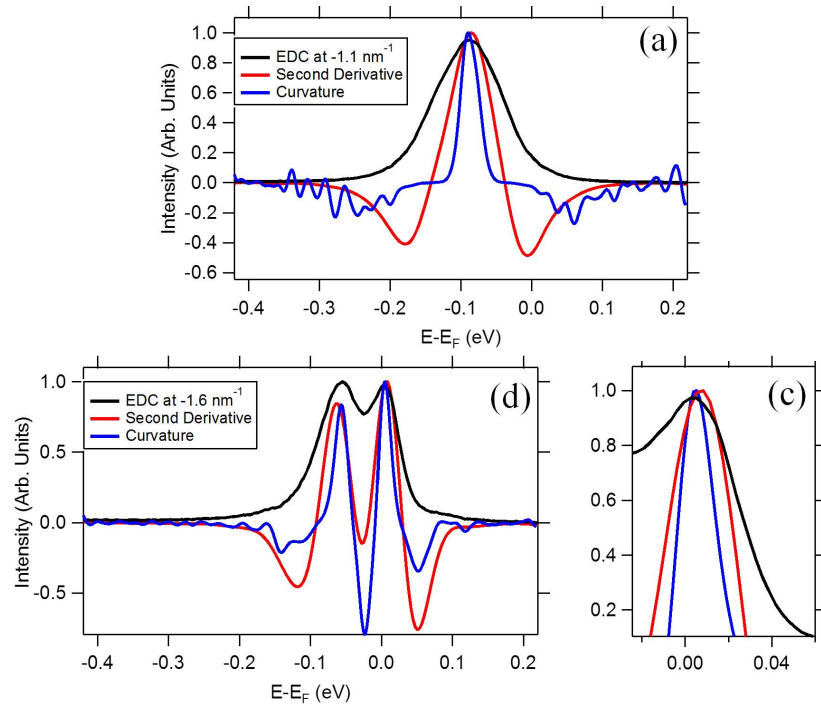 (a)
EDC at -1.1 nm⁻¹
Second Derivative
Curvature
Intensity (Arb. Units)
1.0
0.8
0.6
0.4
0.2
0.0
-0.2
-0.4
-0.6
-0.4 -0.2 -0.1 0.0 0.2
E-E_F (eV)
(d)
EDC at -1.6 nm⁻¹
Second Derivative
Curvature
Intensity (Arb. Units)
1.0
0.5
0.0
-0.5
-0.4 -0.3 -0.2 -0.1 0.0 0.1 0.2
E-E_F (eV)
(c)
1.0
0.8
0.6
0.4
0.2
0.00 0.04